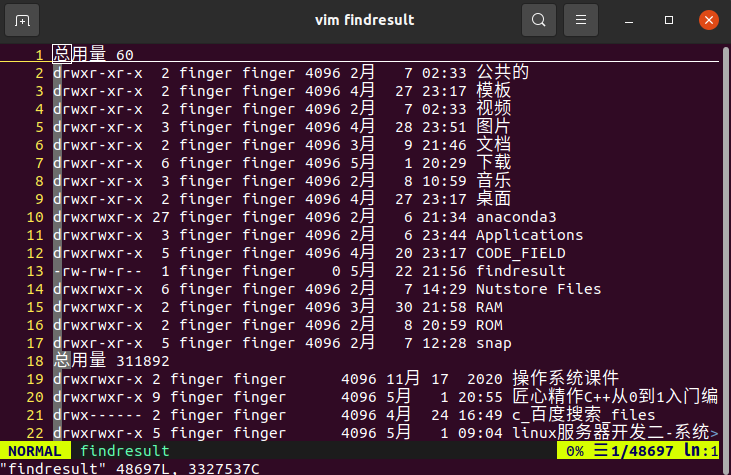 vim findresult
1 总用量 60
2 drwxr-xr-x  2 finger finger 4096 2月   7 02:33 公共的
3 drwxr-xr-x  2 finger finger 4096 4月  27 23:17 模板
4 drwxr-xr-x  2 finger finger 4096 2月   7 02:33 视频
5 drwxr-xr-x  3 finger finger 4096 4月  28 23:51 图片
6 drwxr-xr-x  2 finger finger 4096 3月   9 21:46 文档
7 drwxr-xr-x  6 finger finger 4096 5月   1 20:29 下载
8 drwxr-xr-x  3 finger finger 4096 2月   8 10:59 音乐
9 drwxr-xr-x  2 finger finger 4096 4月  27 23:17 桌面
10 drwxrwxr-x 27 finger finger 4096 2月   6 21:34 anaconda3
11 drwxrwxr-x  3 finger finger 4096 2月   6 23:44 Applications
12 drwxrwxr-x  5 finger finger 4096 4月  20 23:17 CODE_FIELD
13 -rw-rw-r--  1 finger finger    0 5月  22 21:56 findresult
14 drwxrwxr-x  6 finger finger 4096 2月   7 14:29 Nutstore Files
15 drwxrwxr-x  2 finger finger 4096 3月  30 21:58 RAM
16 drwxrwxr-x  2 finger finger 4096 2月   8 20:59 ROM
17 drwxr-xr-x  5 finger finger 4096 2月   7 12:28 snap
18 总用量 311892
19 drwxrwxr-x 2 finger finger      4096 11月 17  2020 操作系统课件
20 drwxrwxr-x 9 finger finger      4096 5月   1 20:55 匠心精作C++从0到1入门编
21 drwx------ 2 finger finger      4096 4月  24 16:49 c_百度搜索_files
22 drwxrwxr-x 5 finger finger      4096 5月   1 09:04 linux服务器开发二-系统>
NORMAL findresult 0% ☰ 1/48697 ln:1
"findresult" 48697L, 3327537C